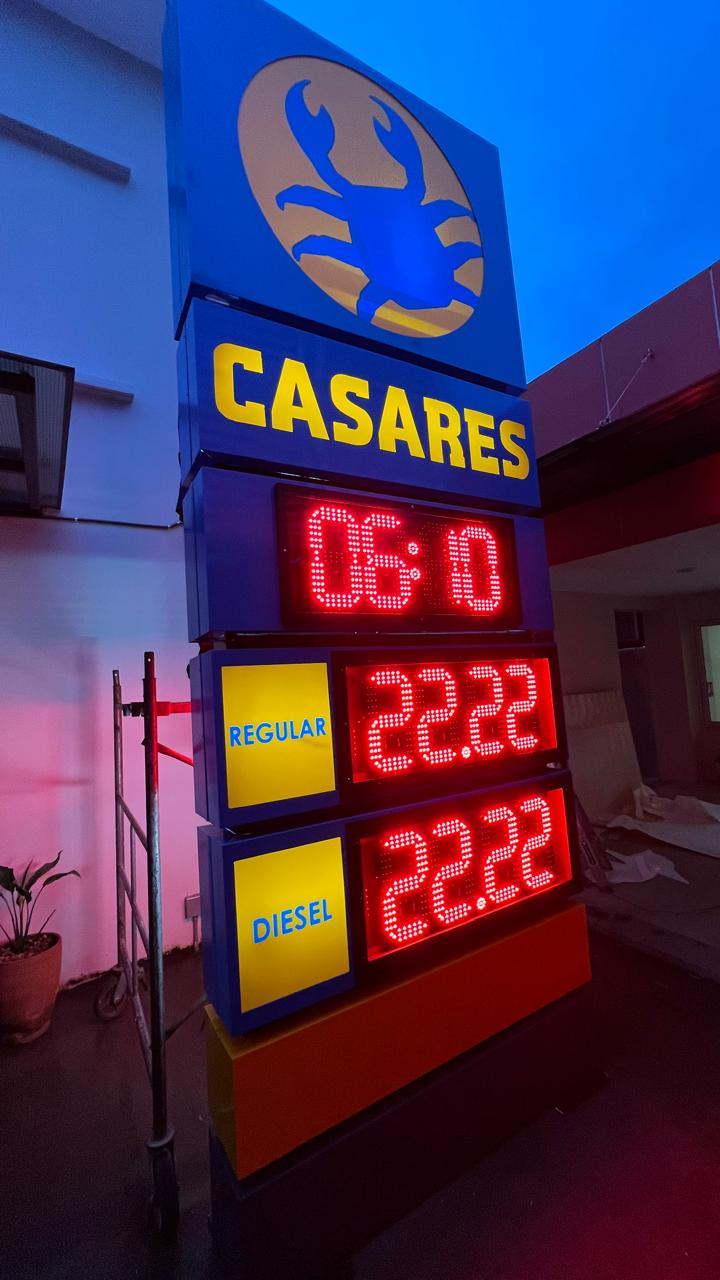 CASARES
06:10
REGULAR
22.22
DIESEL
22.22